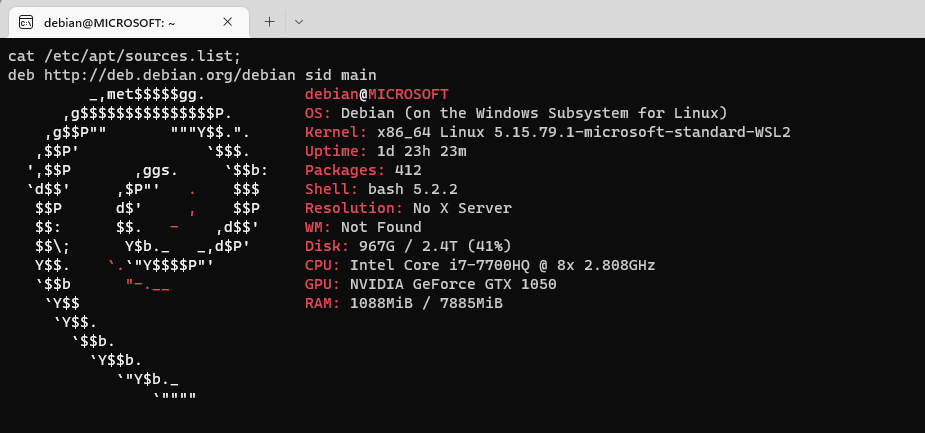 debian@MICROSOFT: ~
cat /etc/apt/sources.list;
deb http://deb.debian.org/debian sid main
_,met$$$$$gg. debian@MICROSOFT
,g$$$$$$$$$$$$$$$P. OS: Debian (on the Windows Subsystem for Linux)
,g$$P"" """Y$$.". Kernel: x86_64 Linux 5.15.79.1-microsoft-standard-WSL2
,$$P' `$$$. Uptime: 1d 23h 23m
',$$P ,ggs. `$$b: Packages: 412
`d$$' ,$P"' . $$$ Shell: bash 5.2.2
$$P d$' , $$P Resolution: No X Server
$$: $$. - ,d$$' WM: Not Found
$$\; Y$b._ _,d$P' Disk: 967G / 2.4T (41%)
Y$$. `.`"Y$$$$P"' CPU: Intel Core i7-7700HQ @ 8x 2.808GHz
`$$b "-.__ GPU: NVIDIA GeForce GTX 1050
`Y$$ RAM: 1088MiB / 7885MiB
`Y$$.
`$$b.
`Y$$b.
`"Y$b._
`""""